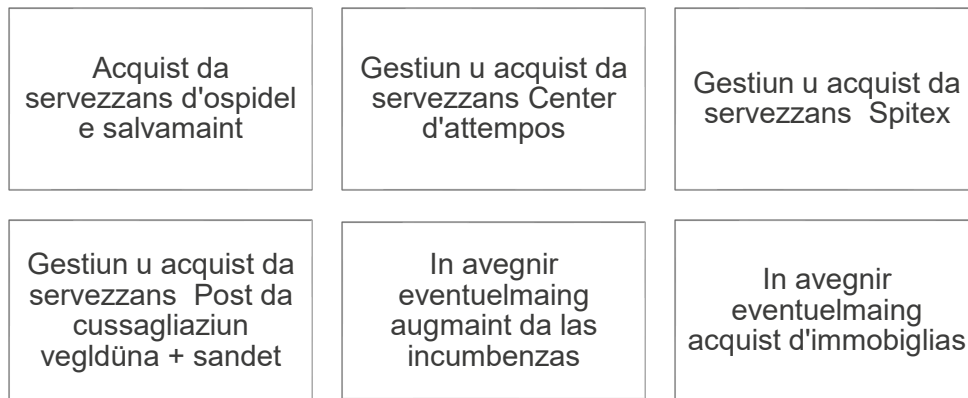 Acquist da
servezzans d'ospidel
e salvamaint
Gestiun u acquist da
servezzans Center
d'attempos
Gestiun u acquist da
servezzans  Spitex
Gestiun u acquist da
servezzans  Post da
cussagliaziun
vegldüna + sandet
In avegnir
eventuelmaing
augmaint da las
incumbenzas
In avegnir
eventuelmaing
acquist d'immobiglias